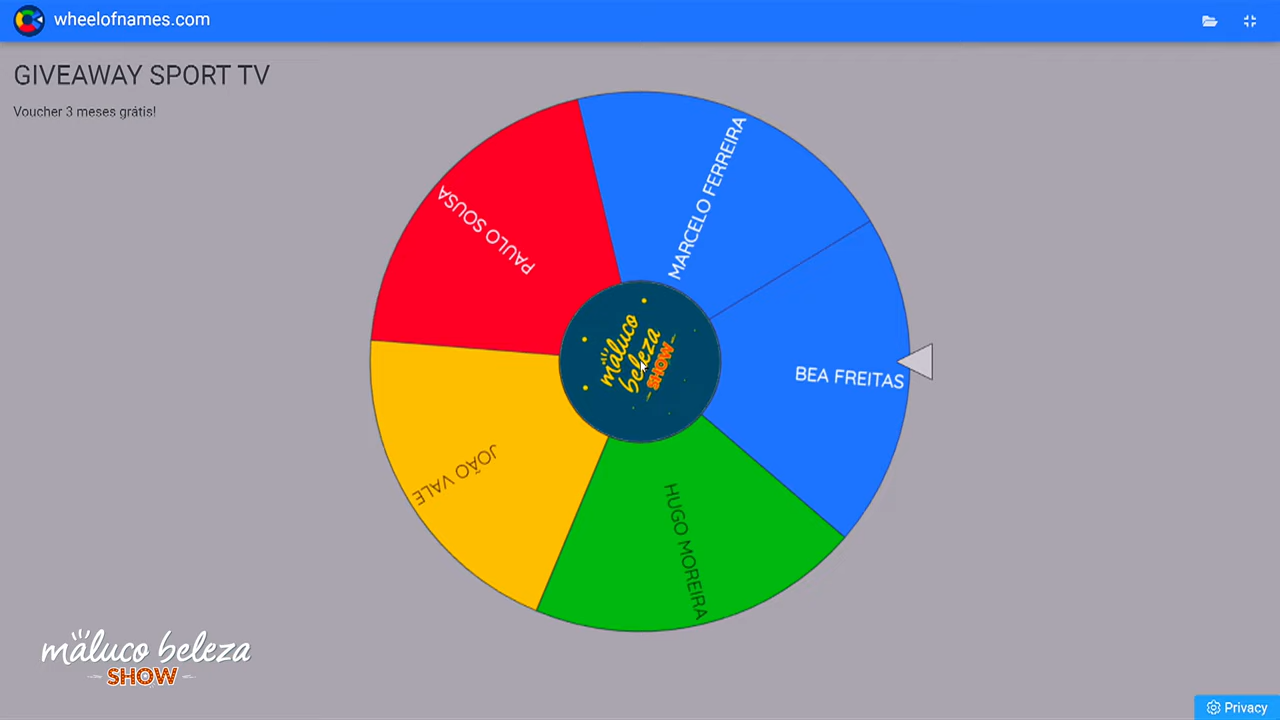 wheelofnames.com
GIVEAWAY SPORT TV
Voucher 3 meses grátis!
MARCELO FERREIRA
PAULO SOUSA
BEA FREITAS
maluco
beleza
SHOW
JOÃO VALE
HUGO MOREIRA
maluco beleza
SHOW
Privacy